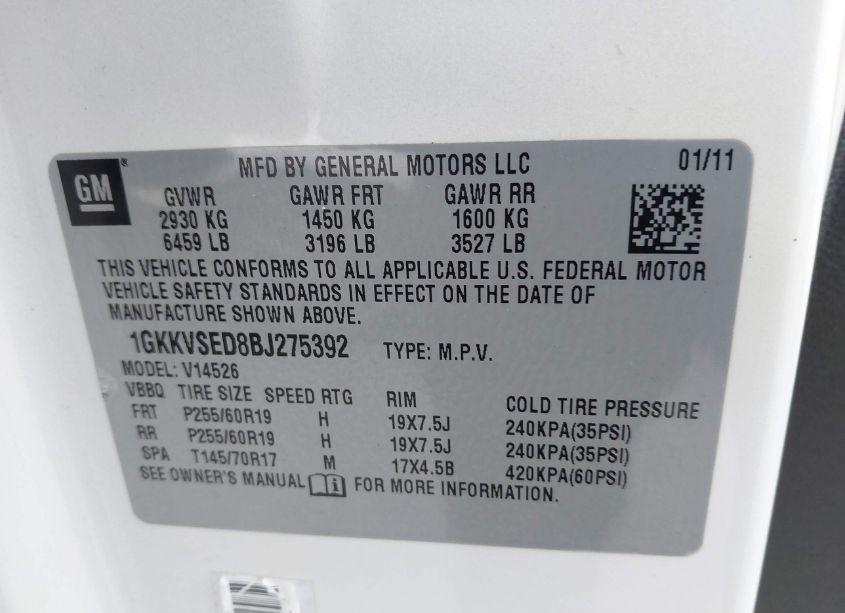 GM
®
MFD BY GENERAL MOTORS LLC 01/11
GVWR GAWR FRT GAWR RR
2930 KG 1450 KG 1600 KG
6459 LB 3196 LB 3527 LB
THIS VEHICLE CONFORMS TO ALL APPLICABLE U.S. FEDERAL MOTOR
VEHICLE SAFETY STANDARDS IN EFFECT ON THE DATE OF
MANUFACTURE SHOWN ABOVE.
1GKKVSED8BJ275392 TYPE: M.P.V.
MODEL: V14526
VBBQ TIRE SIZE SPEED RTG RIM COLD TIRE PRESSURE
FRT P255/60R19 H 19X7.5J 240KPA(35PSI)
RR P255/60R19 H 19X7.5J 240KPA(35PSI)
SPA T145/70R17 M 17X4.5B 420KPA(60PSI)
SEE OWNER'S MANUAL i FOR MORE INFORMATION.